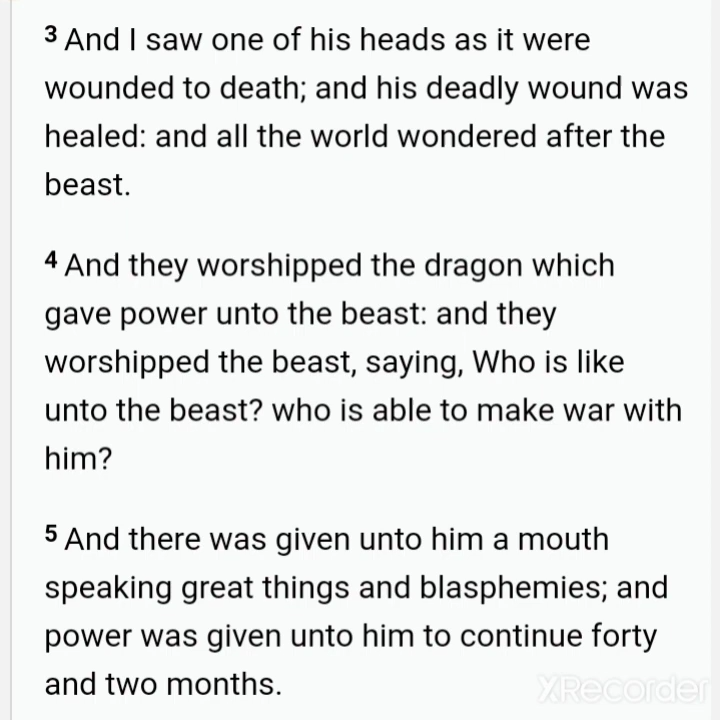 3 And I saw one of his heads as it were
wounded to death; and his deadly wound was
healed: and all the world wondered after the
beast.
4 And they worshipped the dragon which
gave power unto the beast: and they
worshipped the beast, saying, Who is like
unto the beast? who is able to make war with
him?
5 And there was given unto him a mouth
speaking great things and blasphemies; and
power was given unto him to continue forty
and two months.
XRecorder